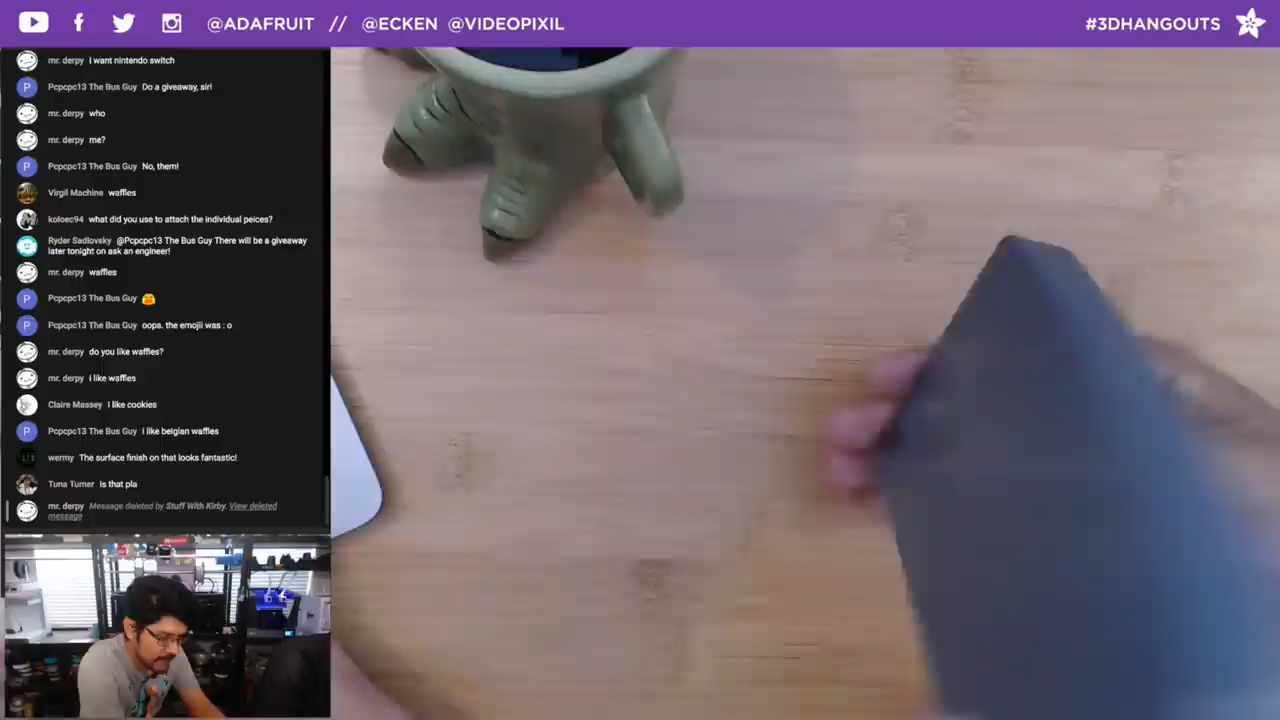 @ADAFRUIT // @ECKEN @VIDEOPIXIL
#3DHANGOUTS
mr. derpy i want nintendo switch
Pcpcpc13 The Bus Guy Do a giveaway, sir!
mr. derpy who
mr. derpy me?
P Pcpcpc13 The Bus Guy No, them!
Virgil Machine waffles
koloec94 what did you use to attach the individual peices?
Ryder Sadlovsky @Pcpcpc13 The Bus Guy There will be a giveaway
later tonight on ask an engineer!
mr. derpy waffles
P Pcpcpc13 The Bus Guy
P Pcpcpc13 The Bus Guy oops. the emojii was : o
mr. derpy do you like waffles?
mr. derpy i like waffles
Claire Massey I like cookies
P Pcpcpc13 The Bus Guy i like belgian waffles
wermy The surface finish on that looks fantastic!
Tuna Turner Is that pla
mr. derpy Message deleted by Stuff With Kirby. View deleted
message